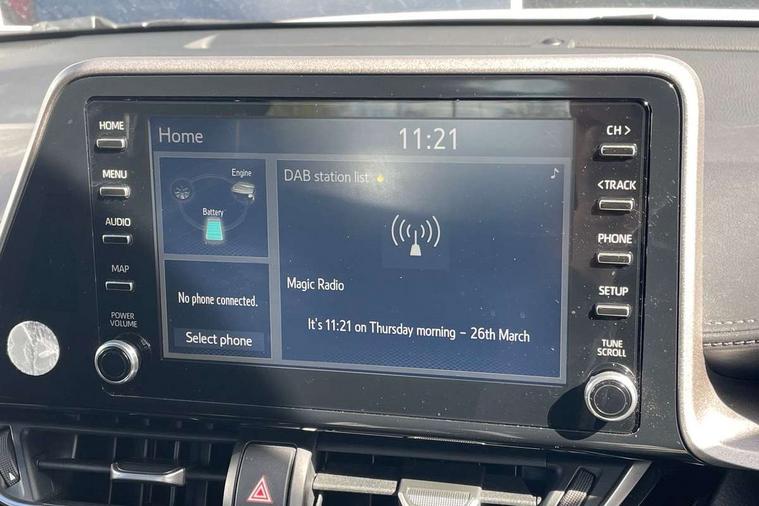 HOME
MENU
AUDIO
MAP
POWER
VOLUME
Home
11:21
Engine
Battery
No phone connected.
Select phone
DAB station list
Magic Radio
It's 11:21 on Thursday morning – 26th March
CH >
< TRACK
PHONE
SETUP
TUNE
SCROLL